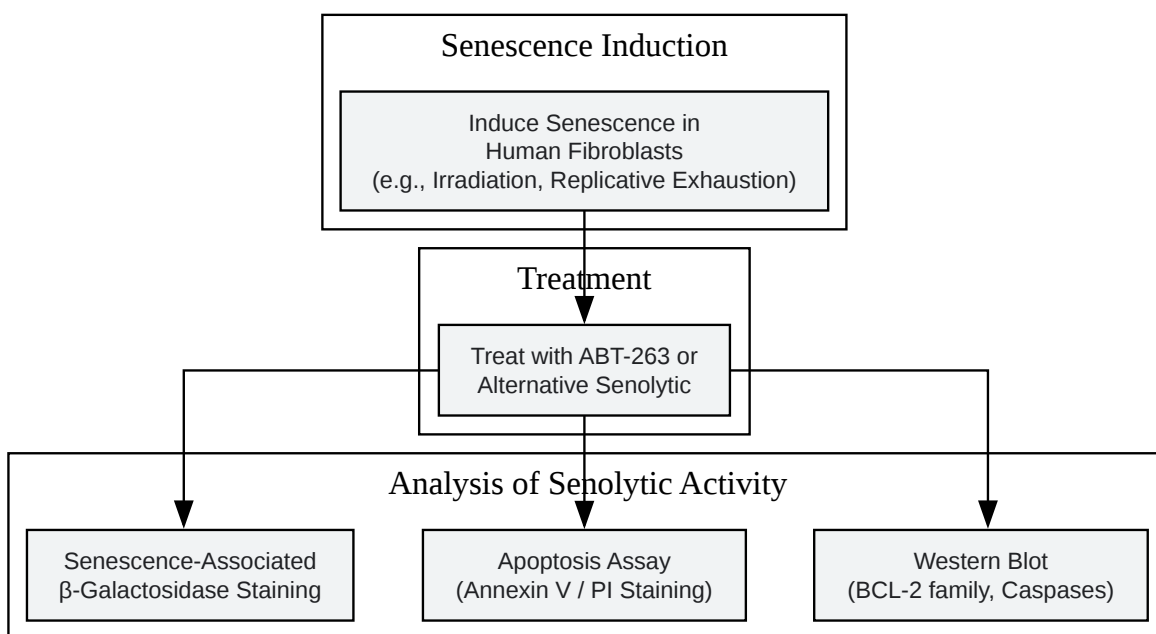 Senescence Induction
Induce Senescence in
Human Fibroblasts
(e.g., Irradiation, Replicative Exhaustion)
Treatment
Treat with ABT-263 or
Alternative Senolytic
Analysis of Senolytic Activity
Senescence-Associated
β-Galactosidase Staining
Apoptosis Assay
(Annexin V / PI Staining)
Western Blot
(BCL-2 family, Caspases)